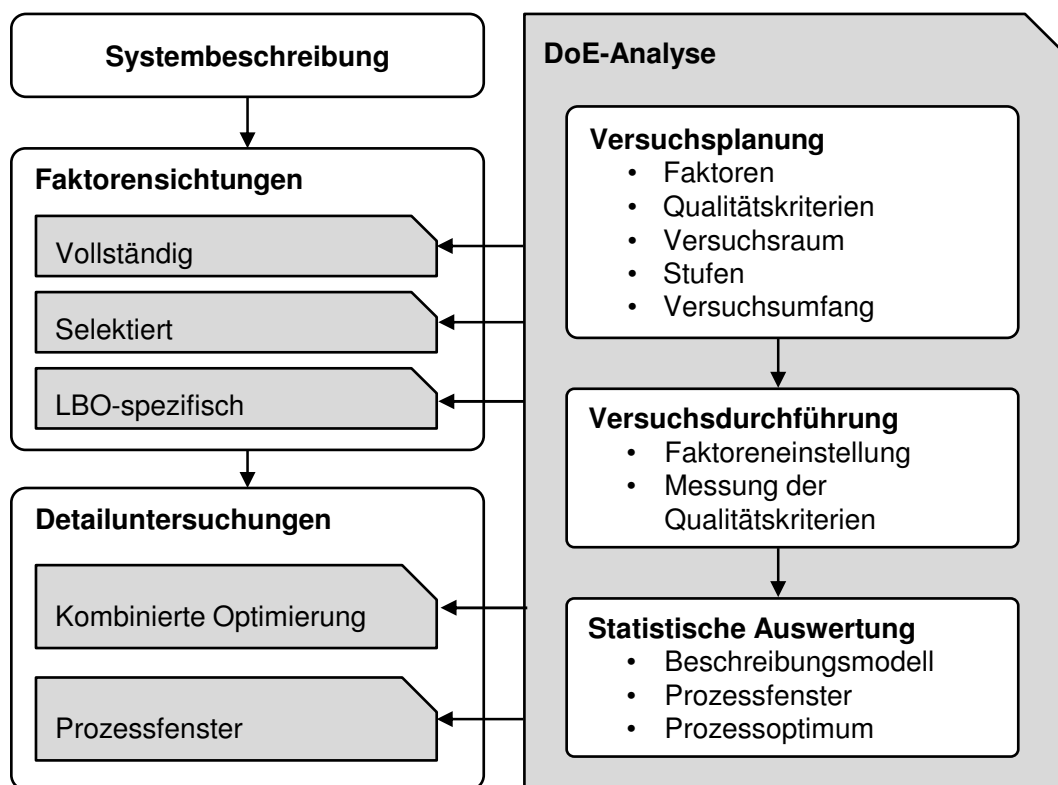 Systembeschreibung
Faktorensichtungen
Vollständig
Selektiert
LBO-spezifisch
Detailuntersuchungen
Kombinierte Optimierung
Prozessfenster
DoE-Analyse
Versuchsplanung
• Faktoren
• Qualitätskriterien
• Versuchsraum
• Stufen
• Versuchsumfang
Versuchsdurchführung
• Faktoreneinstellung
• Messung der
Qualitätskriterien
Statistische Auswertung
• Beschreibungsmodell
• Prozessfenster
• Prozessoptimum